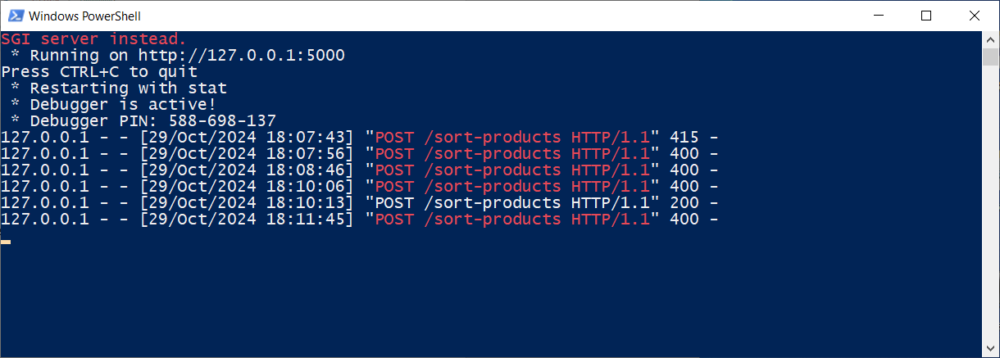 Windows PowerShell
SGI server instead.
 * Running on http://127.0.0.1:5000
Press CTRL+C to quit
 * Restarting with stat
 * Debugger is active!
 * Debugger PIN: 588-698-137
127.0.0.1 - - [29/Oct/2024 18:07:43] "POST /sort-products HTTP/1.1" 415 -
127.0.0.1 - - [29/Oct/2024 18:07:56] "POST /sort-products HTTP/1.1" 400 -
127.0.0.1 - - [29/Oct/2024 18:08:46] "POST /sort-products HTTP/1.1" 400 -
127.0.0.1 - - [29/Oct/2024 18:10:06] "POST /sort-products HTTP/1.1" 400 -
127.0.0.1 - - [29/Oct/2024 18:10:13] "POST /sort-products HTTP/1.1" 200 -
127.0.0.1 - - [29/Oct/2024 18:11:45] "POST /sort-products HTTP/1.1" 400 -